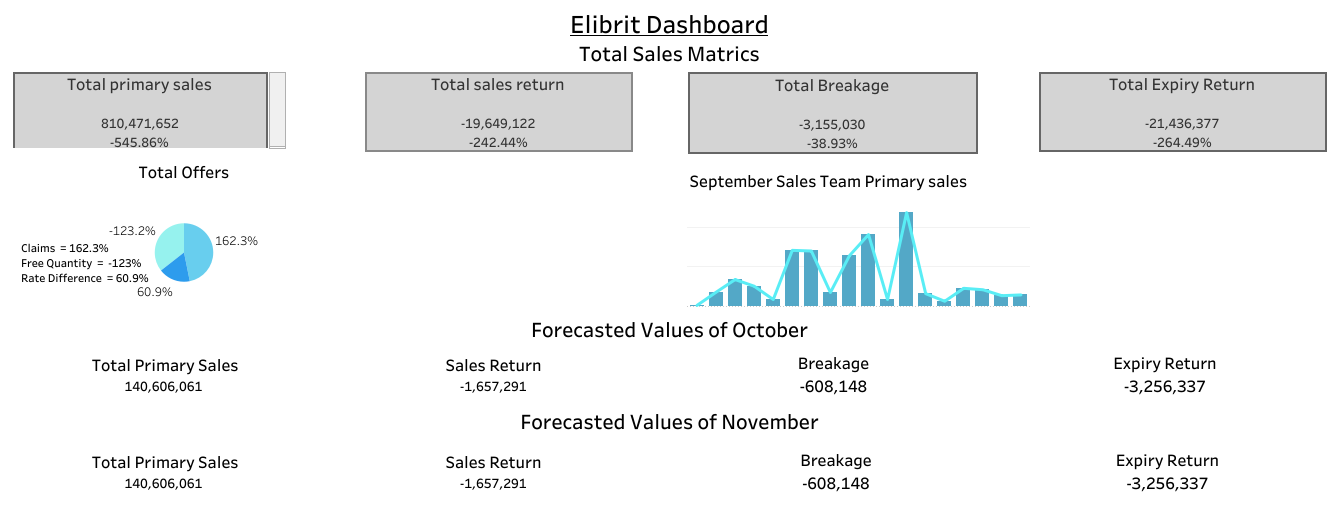 Elibrit Dashboard
Total Sales Matrics
Total primary sales
810,471,652
-545.86%
Total sales return
-19,649,122
-242.44%
Total Breakage
-3,155,030
-38.93%
Total Expiry Return
-21,436,377
-264.49%
Total Offers
-123.2%
162.3%
60.9%
Claims = 162.3%
Free Quantity = -123%
Rate Difference = 60.9%
September Sales Team Primary sales
Forecasted Values of October
Total Primary Sales
140,606,061
Sales Return
-1,657,291
Breakage
-608,148
Expiry Return
-3,256,337
Forecasted Values of November
Total Primary Sales
140,606,061
Sales Return
-1,657,291
Breakage
-608,148
Expiry Return
-3,256,337